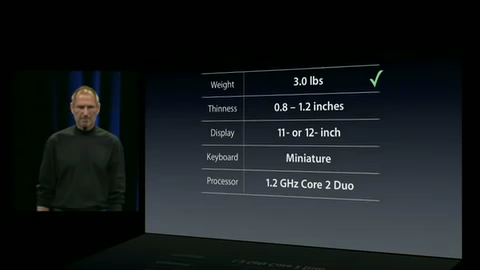 Weight 3.0 lbs ✓
Thinness 0.8 – 1.2 inches
Display 11- or 12- inch
Keyboard Miniature
Processor 1.2 GHz Core 2 Duo